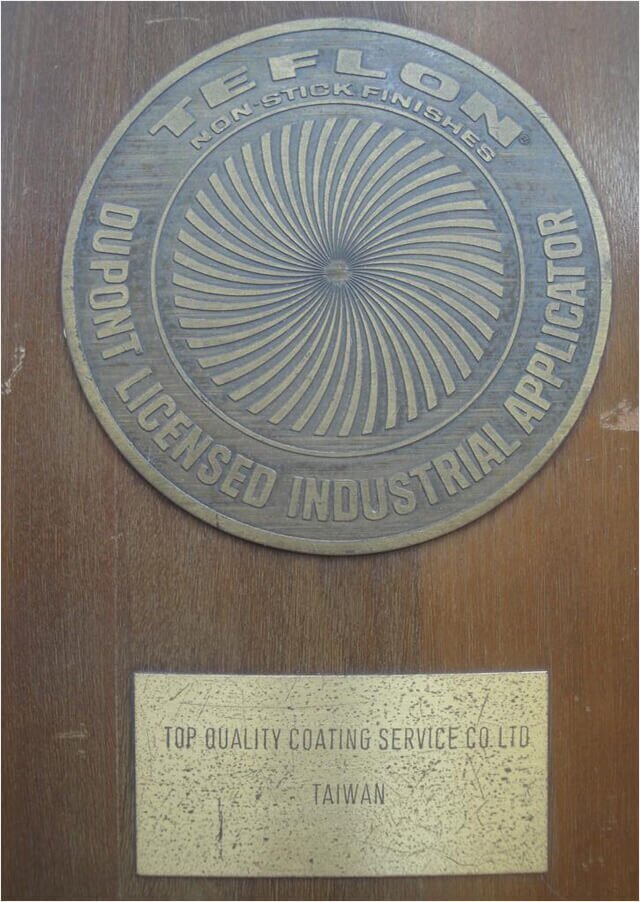 TEFLON®
NON-STICK FINISHES
DUPONT LICENSED INDUSTRIAL APPLICATOR
TOP QUALITY COATING SERVICE CO LTD
TAIWAN